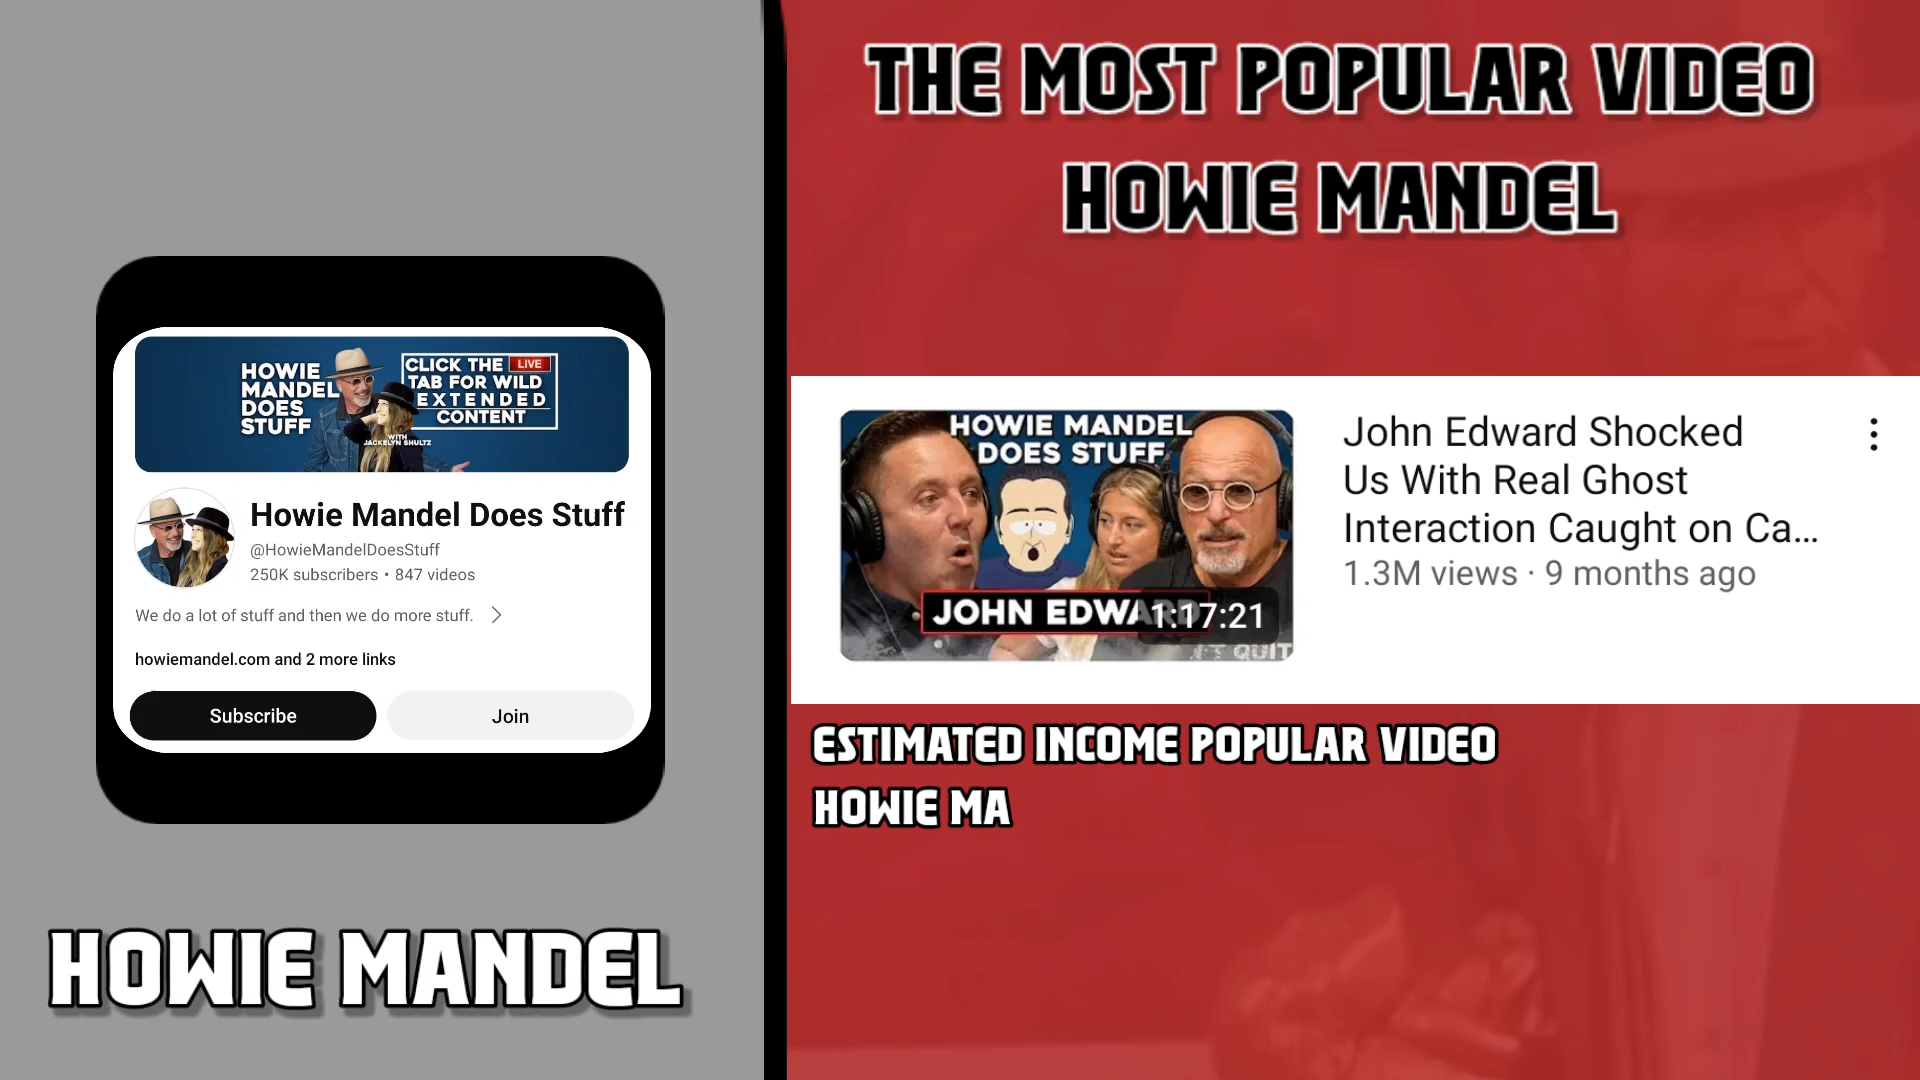 THE MOST POPULAR VIDEO
HOWIE MANDEL
HOWIE
MANDEL
DOES
STUFF
CLICK THE LIVE
TAB FOR WILD
EXTENDED
CONTENT
WITH
JACKELYN SHULTZ
Howie Mandel Does Stuff
@HowieMandelDoesStuff
250K subscribers • 847 videos
We do a lot of stuff and then we do more stuff.
howiemandel.com and 2 more links
Subscribe
Join
HOWIE MANDEL
HOWIE MANDEL
DOES STUFF
JOHN EDWARD
1:17:21
QUIT
John Edward Shocked
Us With Real Ghost
Interaction Caught on Ca...
1.3M views · 9 months ago
ESTIMATED INCOME POPULAR VIDEO
HOWIE MA